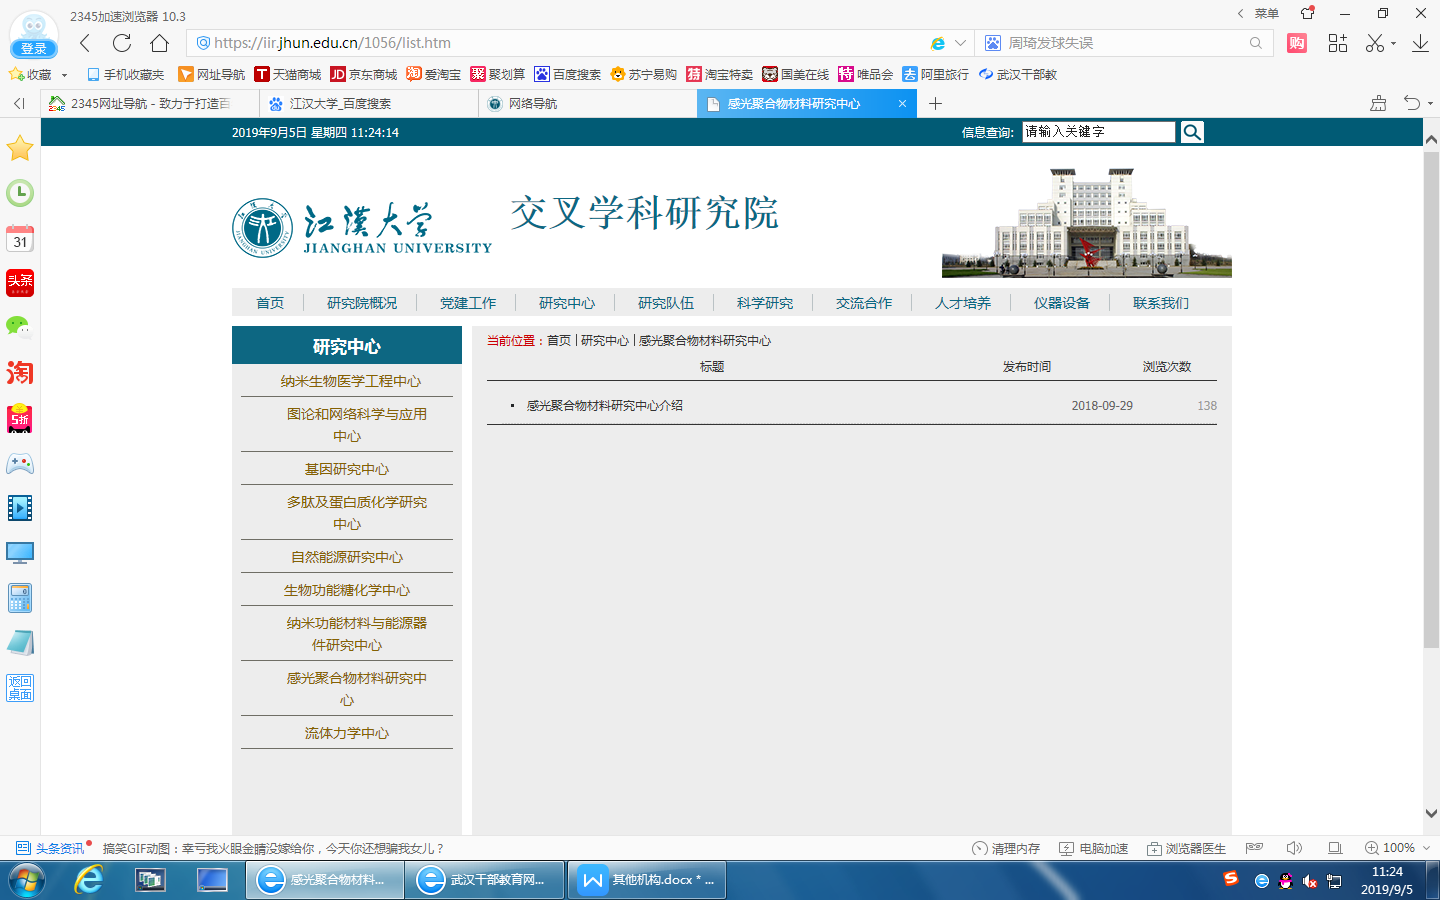 2345加速浏览器 10.3
菜单
登录
https://iir.jhun.edu.cn/1056/list.htm
周琦发球失误
购
收藏
手机收藏夹
网址导航
天猫商城
京东商城
爱淘宝
聚划算
百度搜索
苏宁易购
淘宝特卖
国美在线
唯品会
阿里旅行
武汉干部教
2345网址导航 - 致力于打造百
江汉大学_百度搜索
网络导航
感光聚合物材料研究中心
2019年9月5日 星期四 11:24:14
信息查询:
请输入关键字
江漢大学
JIANGHAN UNIVERSITY
交叉学科研究院
31
头条
淘
5折
返回
桌面
首页
研究院概况
党建工作
研究中心
研究队伍
科学研究
交流合作
人才培养
仪器设备
联系我们
研究中心
纳米生物医学工程中心
图论和网络科学与应用
中心
基因研究中心
多肽及蛋白质化学研究
中心
自然能源研究中心
生物功能糖化学中心
纳米功能材料与能源器
件研究中心
感光聚合物材料研究中
心
流体力学中心
当前位置：首页 | 研究中心 | 感光聚合物材料研究中心
标题
发布时间
浏览次数
感光聚合物材料研究中心介绍
2018-09-29
138
头条资讯
搞笑GIF动图：幸亏我火眼金睛没嫁给你，今天你还想骗我女儿？
清理内存
电脑加速
浏览器医生
100%
感光聚合物材料...
武汉干部教育网...
其他机构.docx * ...
11:24
2019/9/5